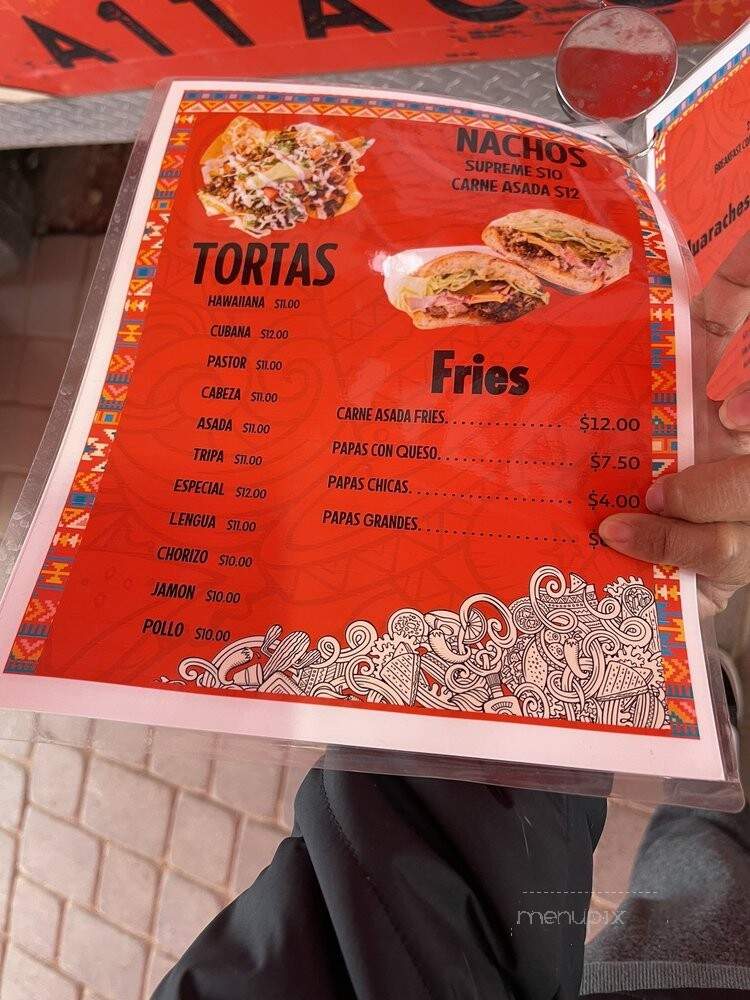 A1 TACO
NACHOS
SUPREME $10
CARNE ASADA $12
TORTAS
HAWAIIANA $11.00
CUBANA $12.00
PASTOR $11.00
CABEZA $11.00
ASADA $11.00
TRIPA $11.00
ESPECIAL $12.00
LENGUA $11.00
CHORIZO $10.00
JAMON $10.00
POLLO $10.00
Fries
CARNE ASADA FRIES. . . . . . . . . . . . . . . $12.00
PAPAS CON QUESO. . . . . . . . . . . . . . . . $7.50
PAPAS CHICAS. . . . . . . . . . . . . . . . . . . $4.00
PAPAS GRANDES. . . . . . . . . . . . . . . . . .
BREAKFAST
menupix